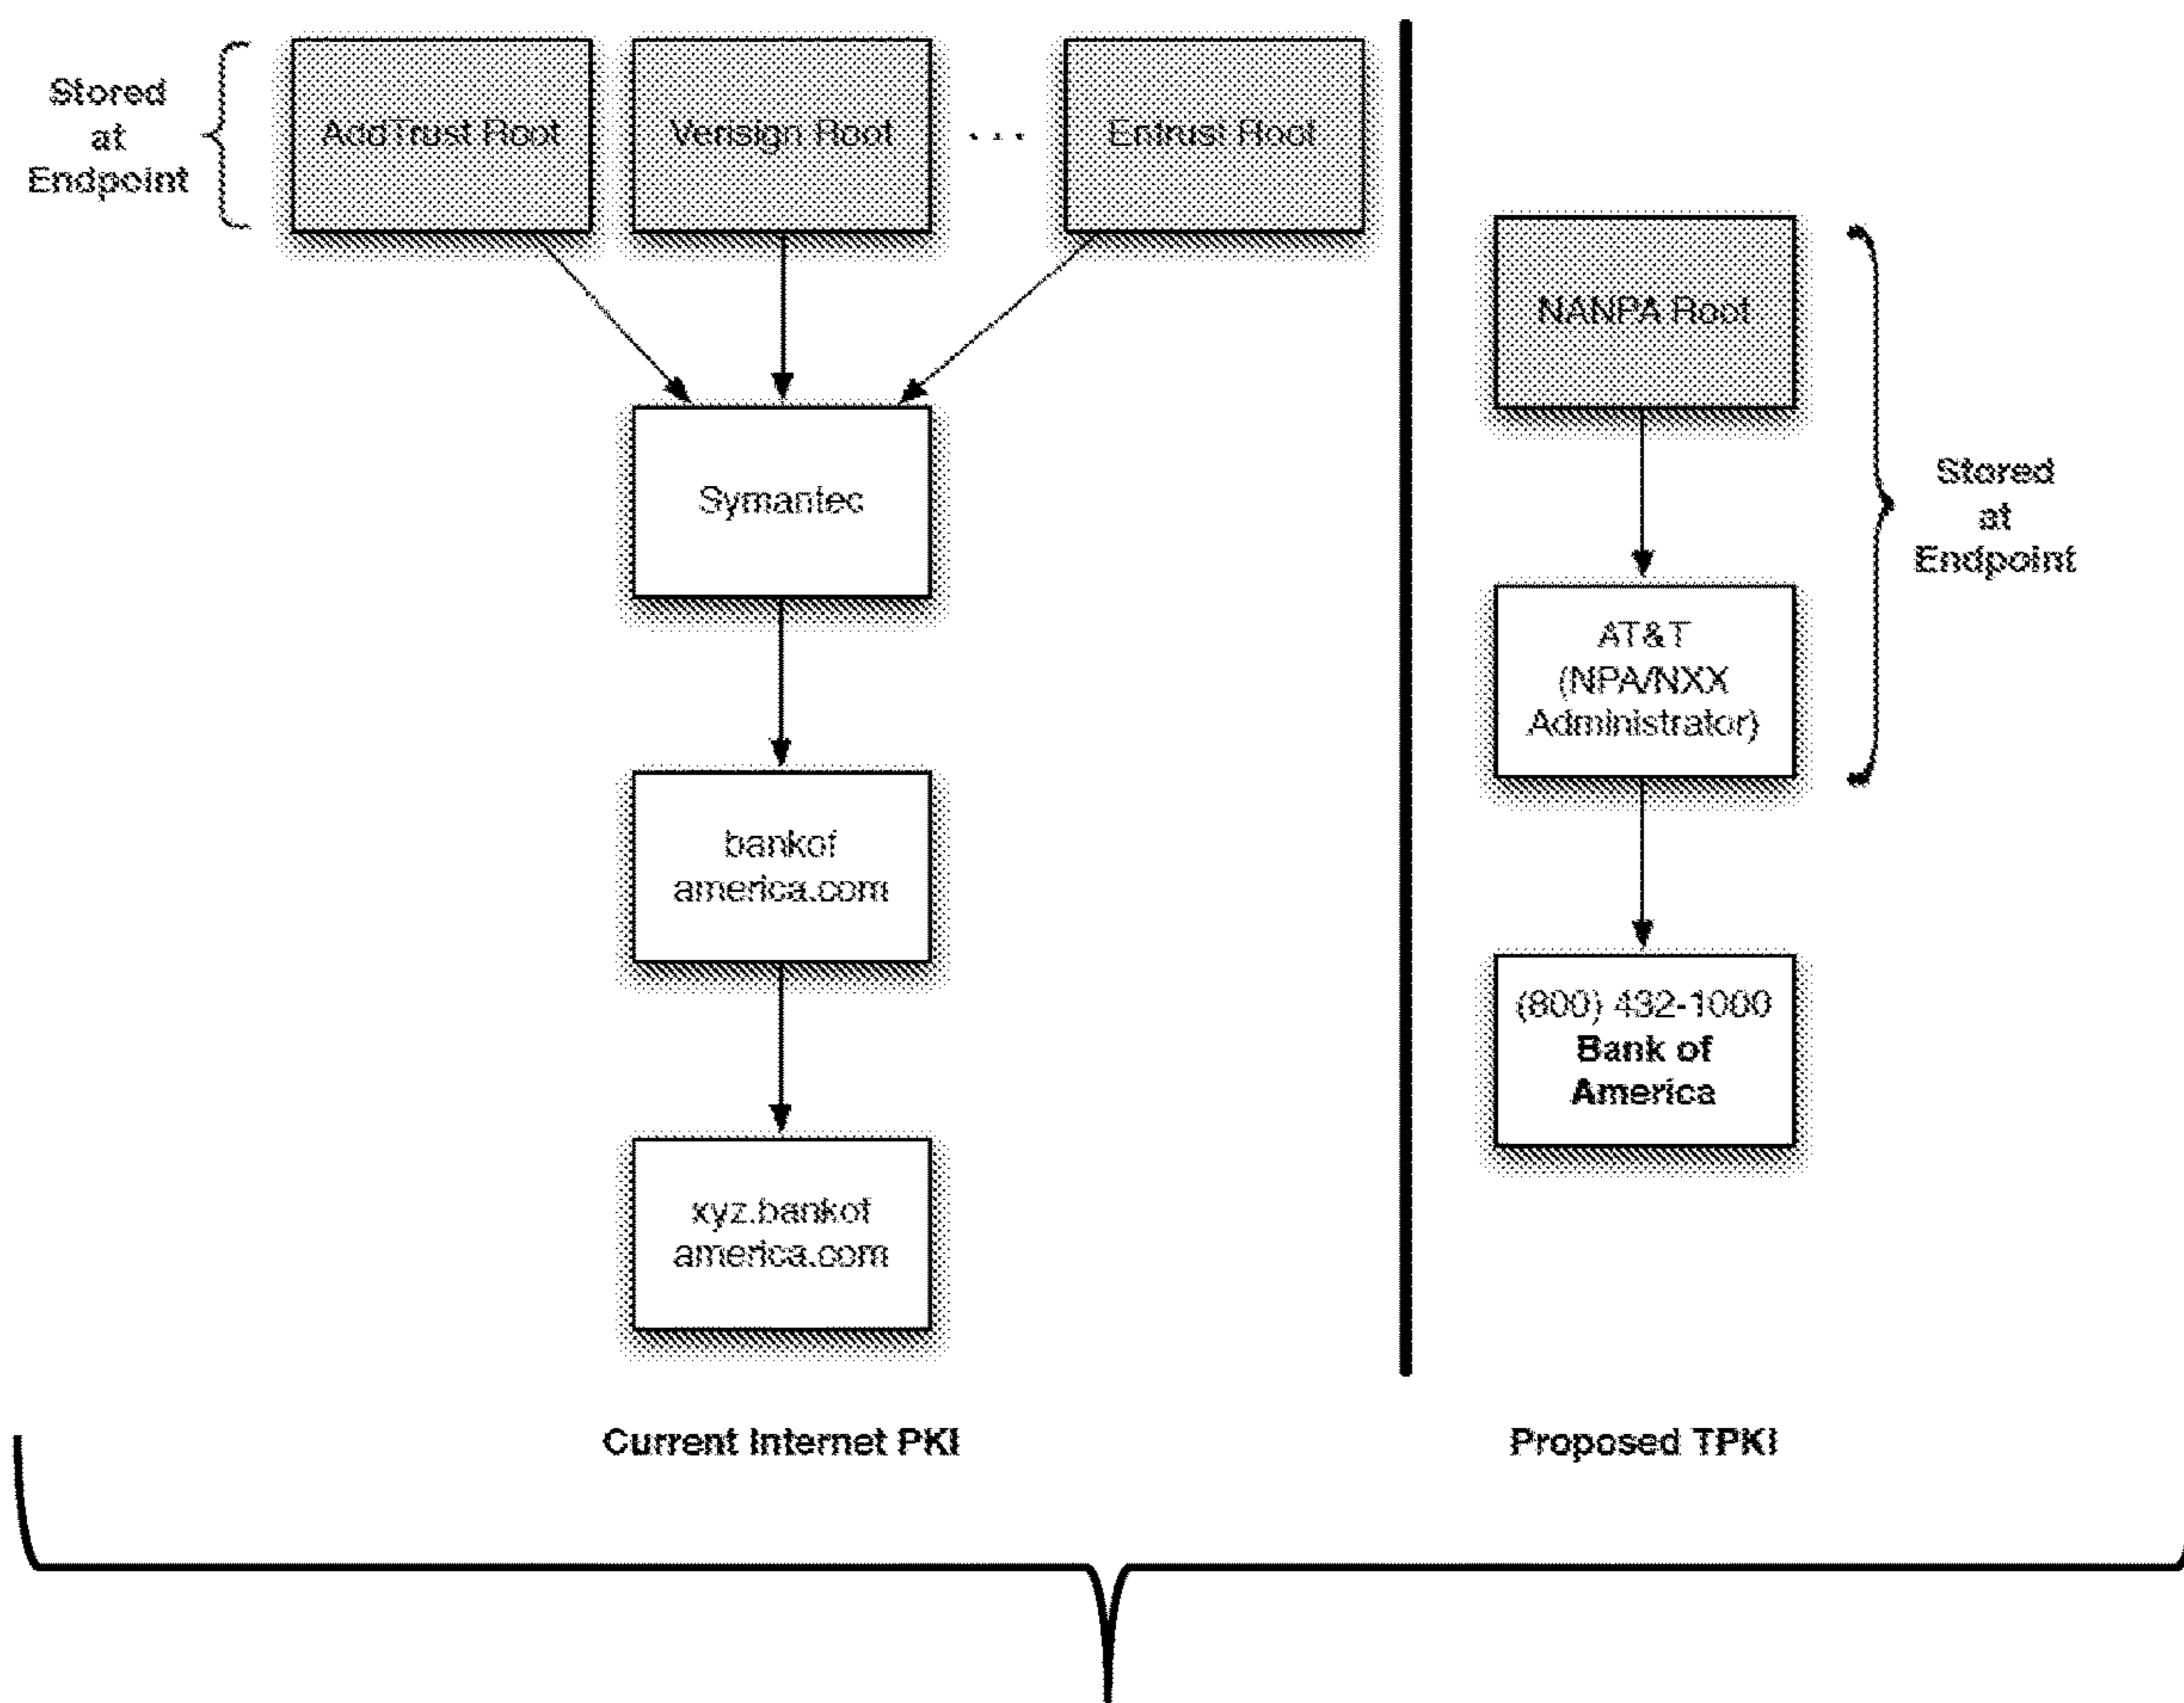 Stored
at
Endpoint
AddTrust Root
Verisign Root
...
Entrust Root
Symantec
bankof
america.com
xyz.bankof
america.com
Current Internet PKI
NANPA Root
AT&T
(NPA/NXX
Administrator)
(800) 432-1000
Bank of
America
Stored
at
Endpoint
Proposed TPKI